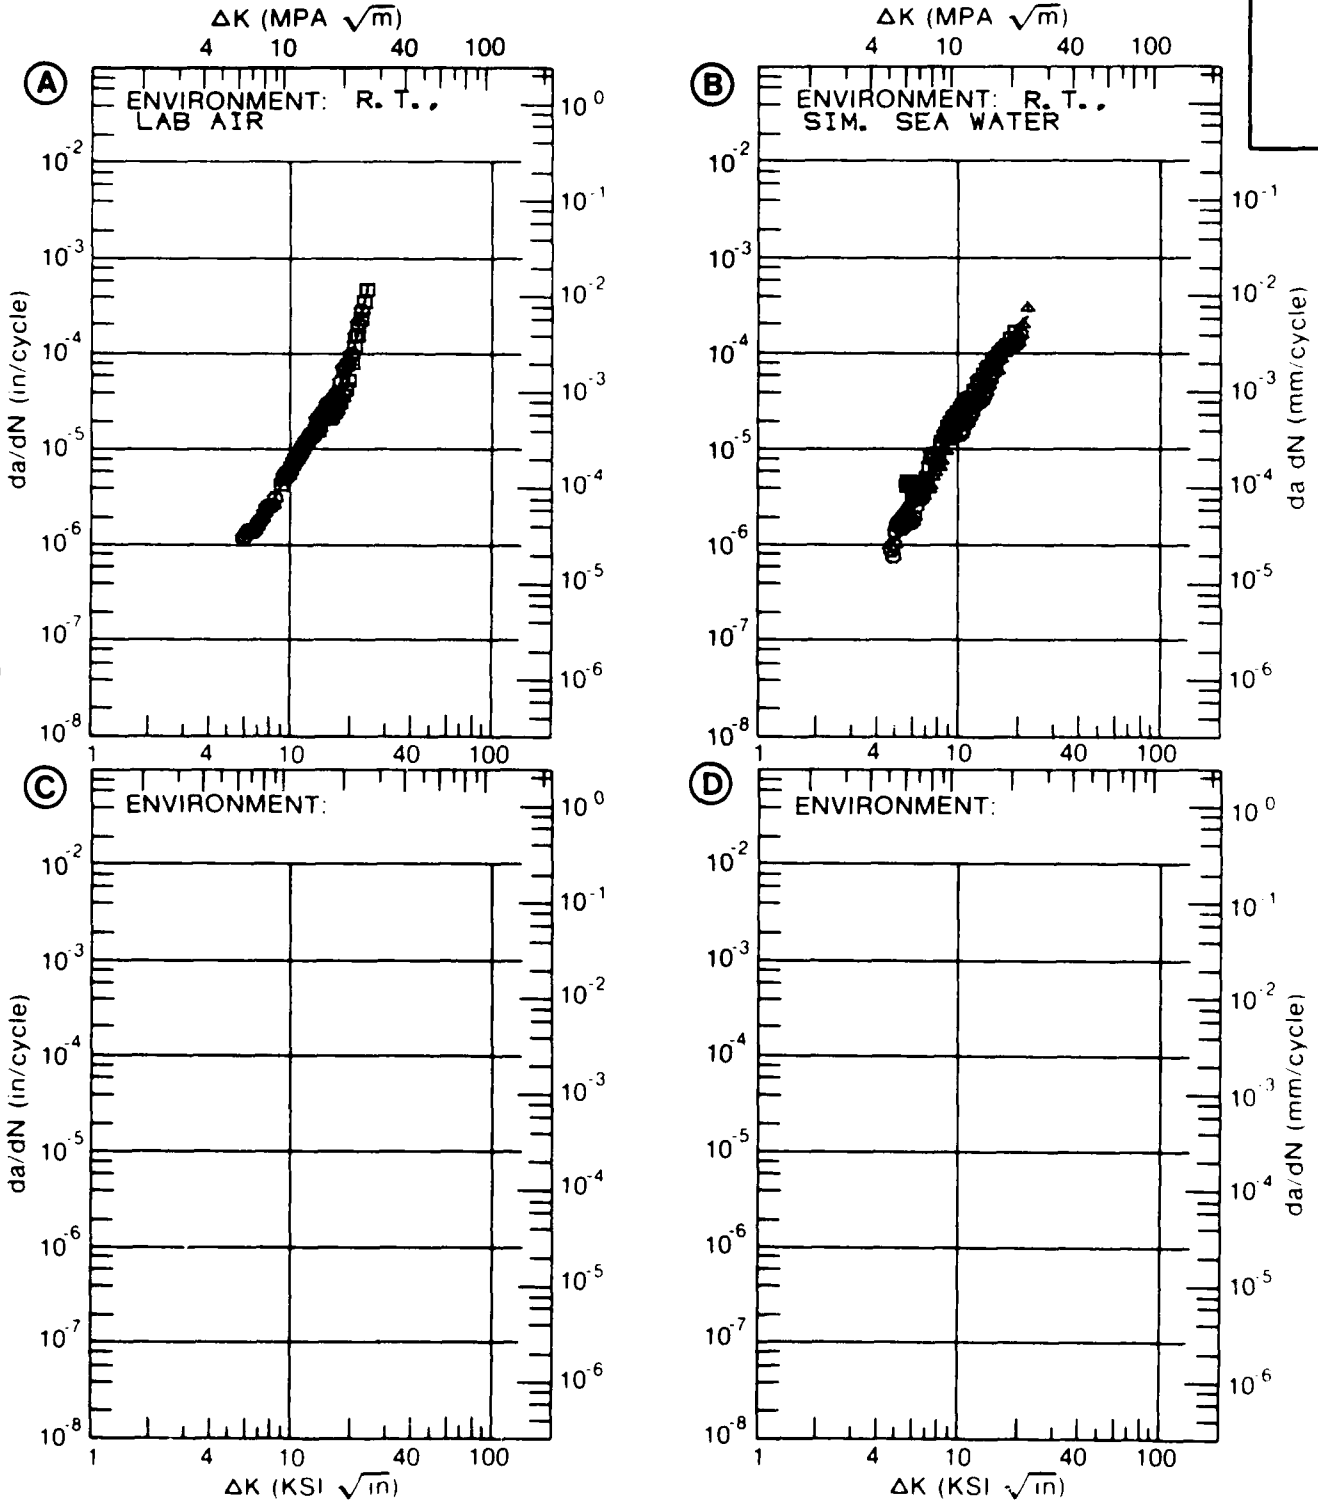 ΔK (MPA √m)
4 10 40 100
ΔK (MPA √m)
4 10 40 100
A
ENVIRONMENT: R.T.,
LAB AIR
10^-2
10^-3
10^-4
10^-5
10^-6
10^-7
10^-8
da/dN (in/cycle)
10^0
10^-1
10^-2
10^-3
10^-4
10^-5
10^-6
1 4 10 40 100
B
ENVIRONMENT: R.T.,
SIM. SEA WATER
10^-2
10^-3
10^-4
10^-5
10^-6
10^-7
10^-8
10^-1
10^-2
10^-3
10^-4
10^-5
10^-6
da dN (mm/cycle)
1 4 10 40 100
C
ENVIRONMENT:
10^-2
10^-3
10^-4
10^-5
10^-6
10^-7
10^-8
da/dN (in/cycle)
10^0
10^-1
10^-2
10^-3
10^-4
10^-5
10^-6
1 4 10 40 100
ΔK (KSI √in)
D
ENVIRONMENT:
10^-2
10^-3
10^-4
10^-5
10^-6
10^-7
10^-8
10^0
10^-1
10^-2
10^-3
10^-4
10^-5
10^-6
da/dN (mm/cycle)
1 4 10 40 100
ΔK (KSI √in)